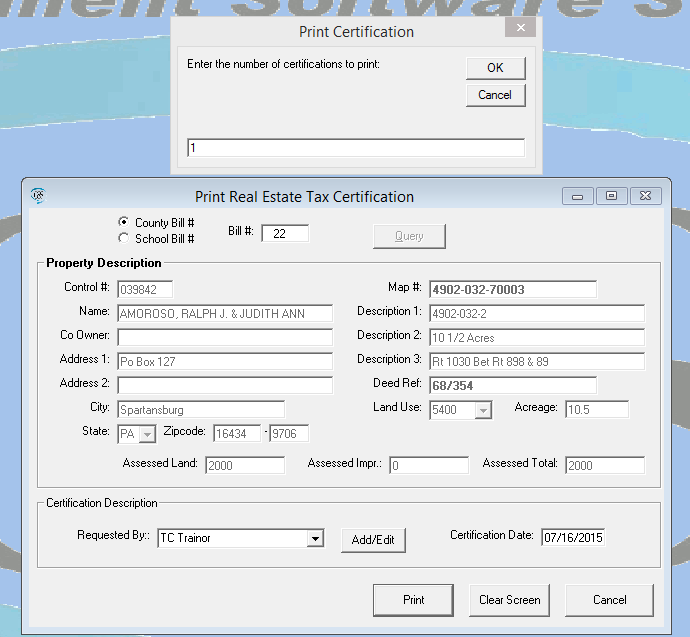 ment Software S
Print Certification
Enter the number of certifications to print:
OK
Cancel
1
Print Real Estate Tax Certification
County Bill #
School Bill #
Bill #: 22
Query
Property Description
Control #: 039842
Map #: 4902-032-70003
Name: AMOROSO, RALPH J. & JUDITH ANN
Description 1: 4902-032-2
Co Owner:
Description 2: 10 1/2 Acres
Address 1: Po Box 127
Description 3: Rt 1030 Bet Rt 898 & 89
Address 2:
Deed Ref: 68/354
City: Spartansburg
Land Use: 5400 Acreage: 10.5
State: PA Zipcode: 16434 - 9706
Assessed Land: 2000 Assessed Impr.: 0 Assessed Total: 2000
Certification Description
Requested By:: TC Trainor Add/Edit Certification Date: 07/16/2015
Print Clear Screen Cancel